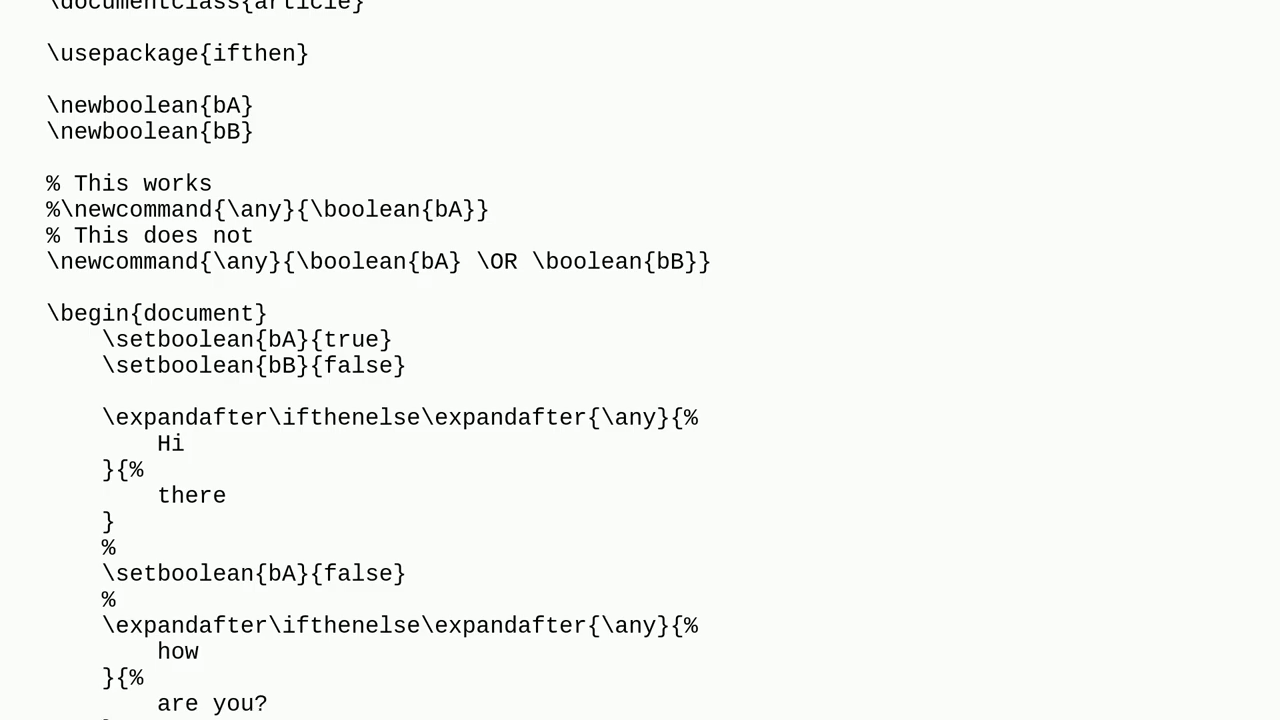 \documentclass{article}

\usepackage{ifthen}

\newboolean{bA}
\newboolean{bB}

% This works
%\newcommand{\any}{\boolean{bA}}
% This does not
\newcommand{\any}{\boolean{bA} \OR \boolean{bB}}

\begin{document}
    \setboolean{bA}{true}
    \setboolean{bB}{false}

    \expandafter\ifthenelse\expandafter{\any}{%
        Hi
    }{%
        there
    }
    %
    \setboolean{bA}{false}
    %
    \expandafter\ifthenelse\expandafter{\any}{%
        how
    }{%
        are you?